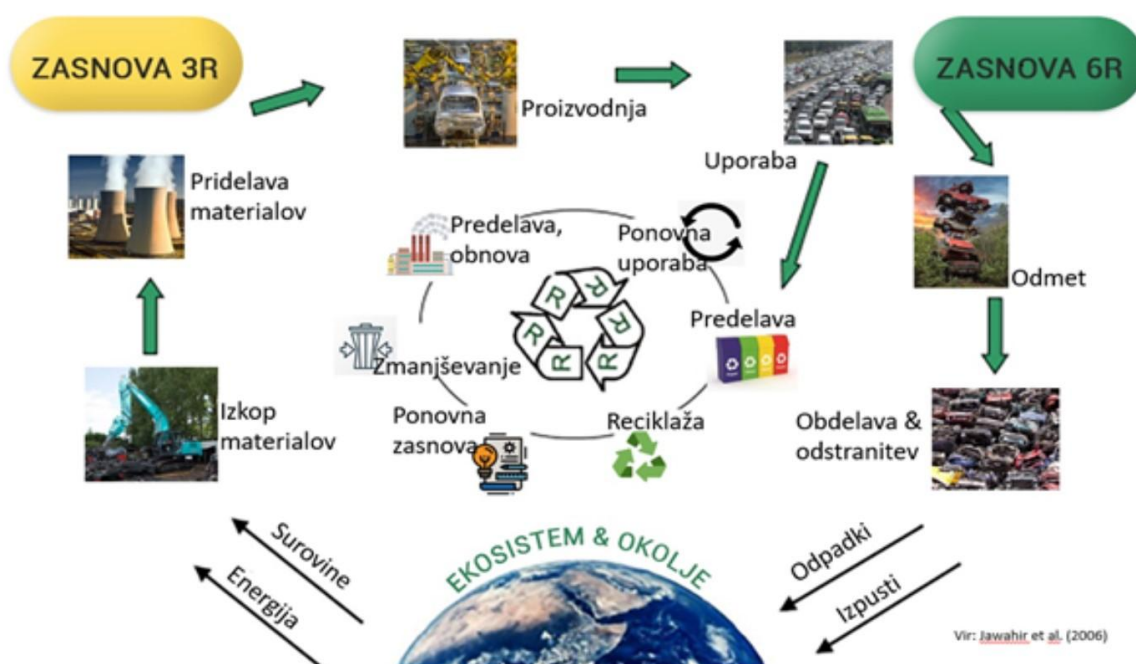 ZASNOVA 3R
ZASNOVA 6R
Proizvodnja
Uporaba
Pridelava
materialov
Predelava,
obnova
Ponovna
uporaba
Odmet
Predelava
Zmanjševanje
R
R
R
R
R
R
Izkop
materialov
Ponovna
zasnova
Reciklaža
Obdelava &
odstranitev
Surovine
Energija
EKOSISTEM & OKOLJE
Odpadki
Izpusti
Vir: Jawahir et al. (2006)